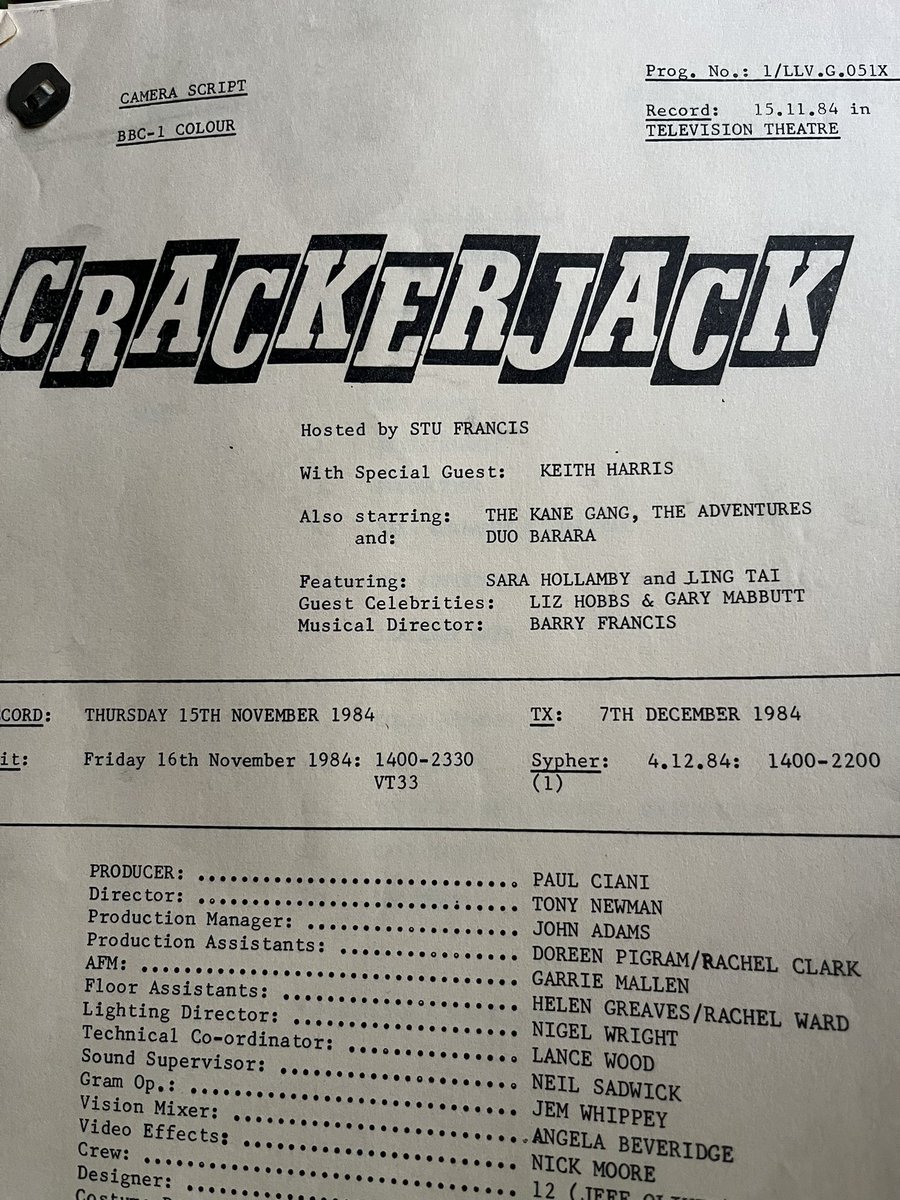 CAMERA SCRIPT
BBC-1 COLOUR
Prog. No.: 1/LLV.G.051X
Record: 15.11.84 in
TELEVISION THEATRE
CRACKERJACK
Hosted by STU FRANCIS
With Special Guest: KEITH HARRIS
Also starring: THE KANE GANG, THE ADVENTURES
and: DUO BARARA
Featuring: SARA HOLLAMBY and LING TAI
Guest Celebrities: LIZ HOBBS & GARY MABBUTT
Musical Director: BARRY FRANCIS
CORD: THURSDAY 15TH NOVEMBER 1984 TX: 7TH DECEMBER 1984
it: Friday 16th November 1984: 1400-2330 Sypher: 4.12.84: 1400-2200
VT33 (1)
PRODUCER: .............................. PAUL CIANI
Director: .............................. TONY NEWMAN
Production Manager: .................... JOHN ADAMS
Production Assistants: ................. DOREEN PIGRAM/RACHEL CLARK
AFM: ................................... GARRIE MALLEN
Floor Assistants: ...................... HELEN GREAVES/RACHEL WARD
Lighting Director: ..................... NIGEL WRIGHT
Technical Co-ordinator: ................ LANCE WOOD
Sound Supervisor: ...................... NEIL SADWICK
Gram Op.: .............................. JEM WHIPPEY
Vision Mixer: .......................... ANGELA BEVERIDGE
Video Effects: ......................... NICK MOORE
Crew: .................................. 12 (JEFF
Designer: ..............................